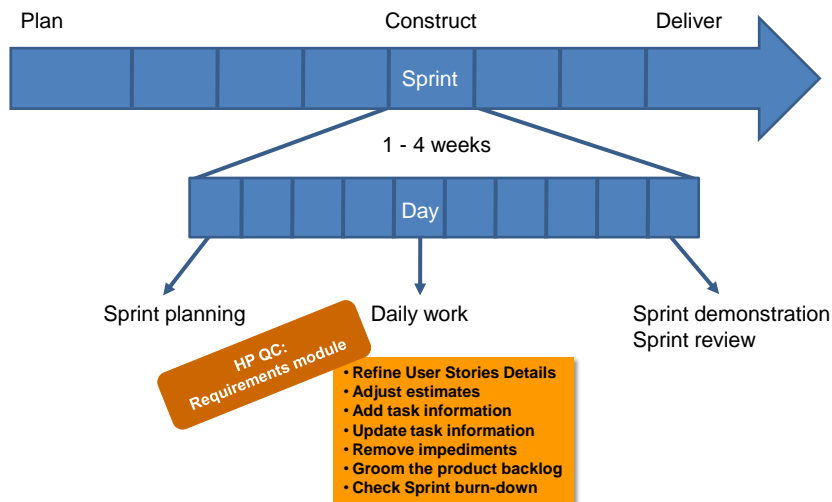 Plan
Construct
Deliver
Sprint
1 - 4 weeks
Day
Sprint planning
Daily work
Sprint demonstration
Sprint review
HP QC:
Requirements module
• Refine User Stories Details
• Adjust estimates
• Add task information
• Update task information
• Remove impediments
• Groom the product backlog
• Check Sprint burn-down